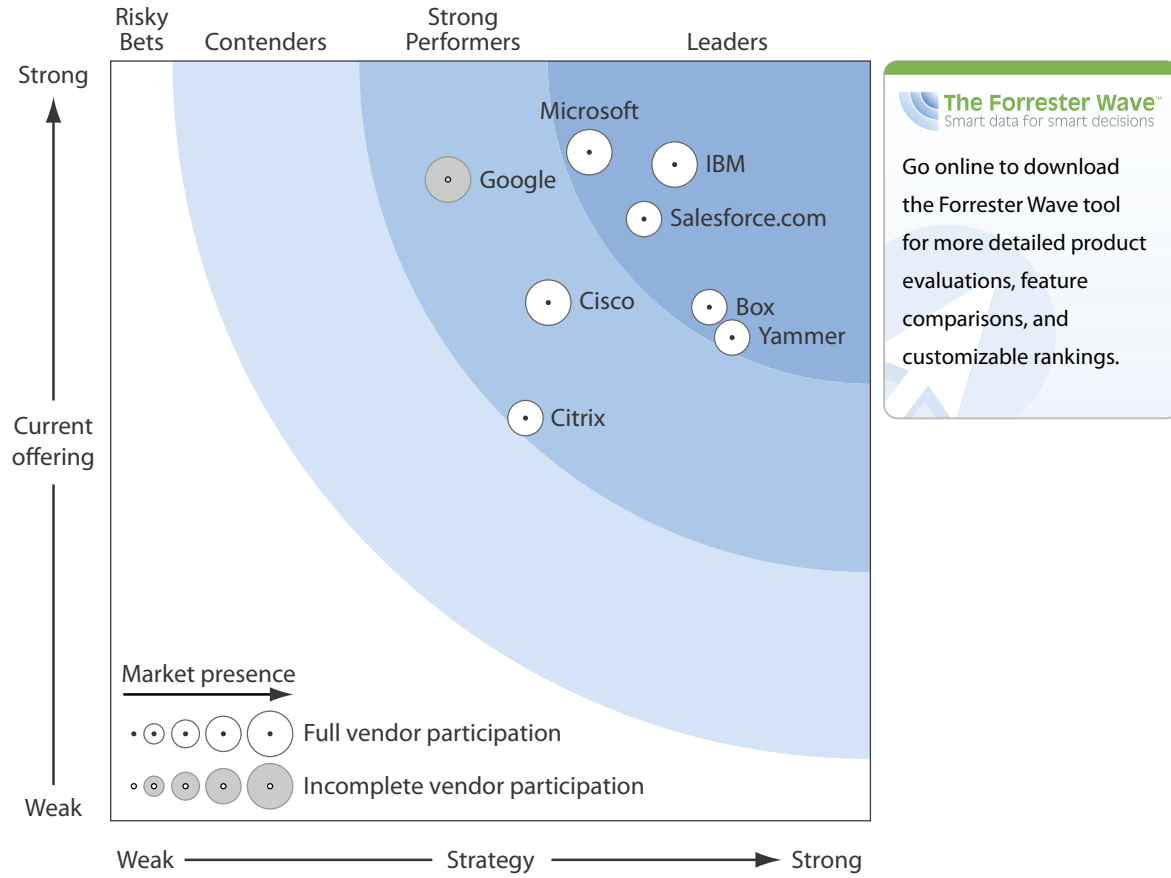 Risky
Bets
Contenders
Strong
Performers
Leaders
Strong
Current
offering
Weak
Microsoft
IBM
Google
Salesforce.com
Cisco
Box
Yammer
Citrix
Market presence
Full vendor participation
Incomplete vendor participation
Weak
Strategy
Strong
The Forrester Wave™
Smart data for smart decisions
Go online to download
the Forrester Wave tool
for more detailed product
evaluations, feature
comparisons, and
customizable rankings.